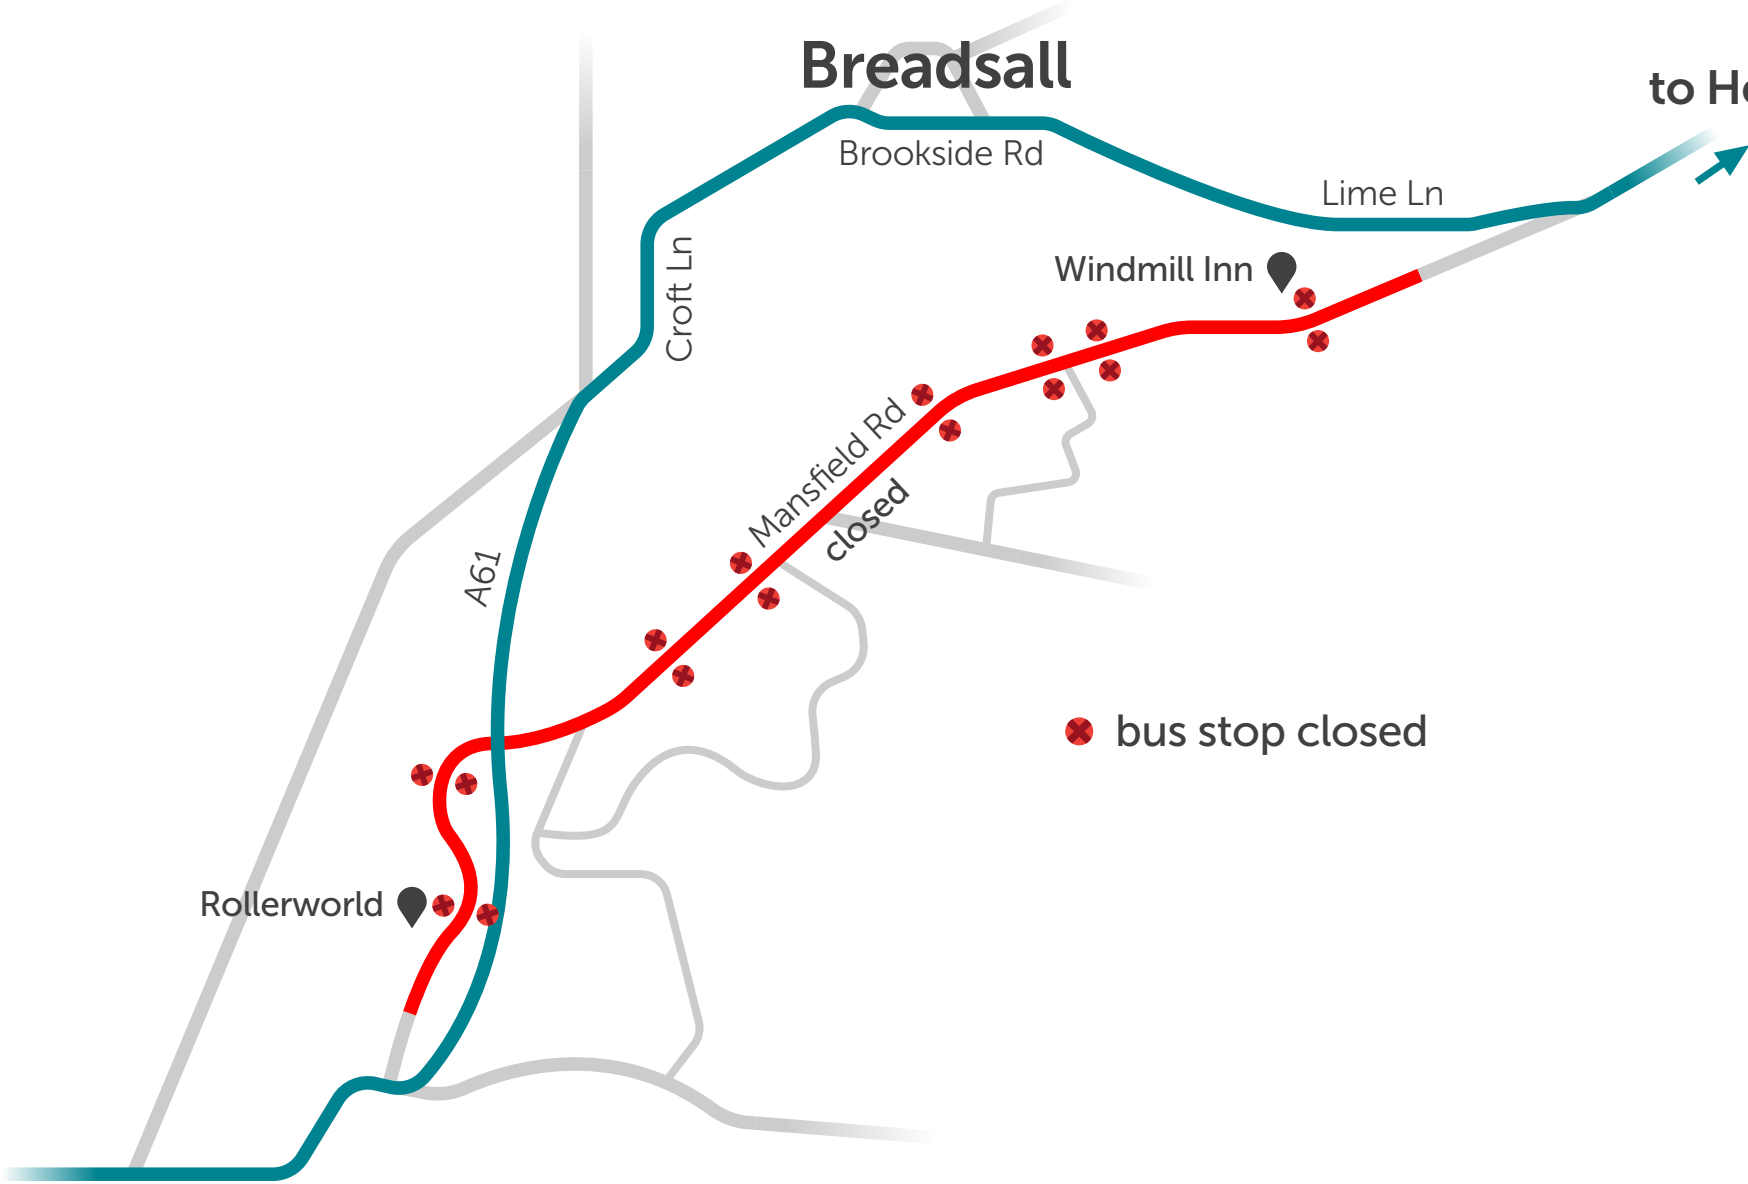 Breadsall
to
Brookside Rd
Lime Ln
Croft Ln
Windmill Inn
Mansfield Rd
closed
A61
bus stop closed
Rollerworld